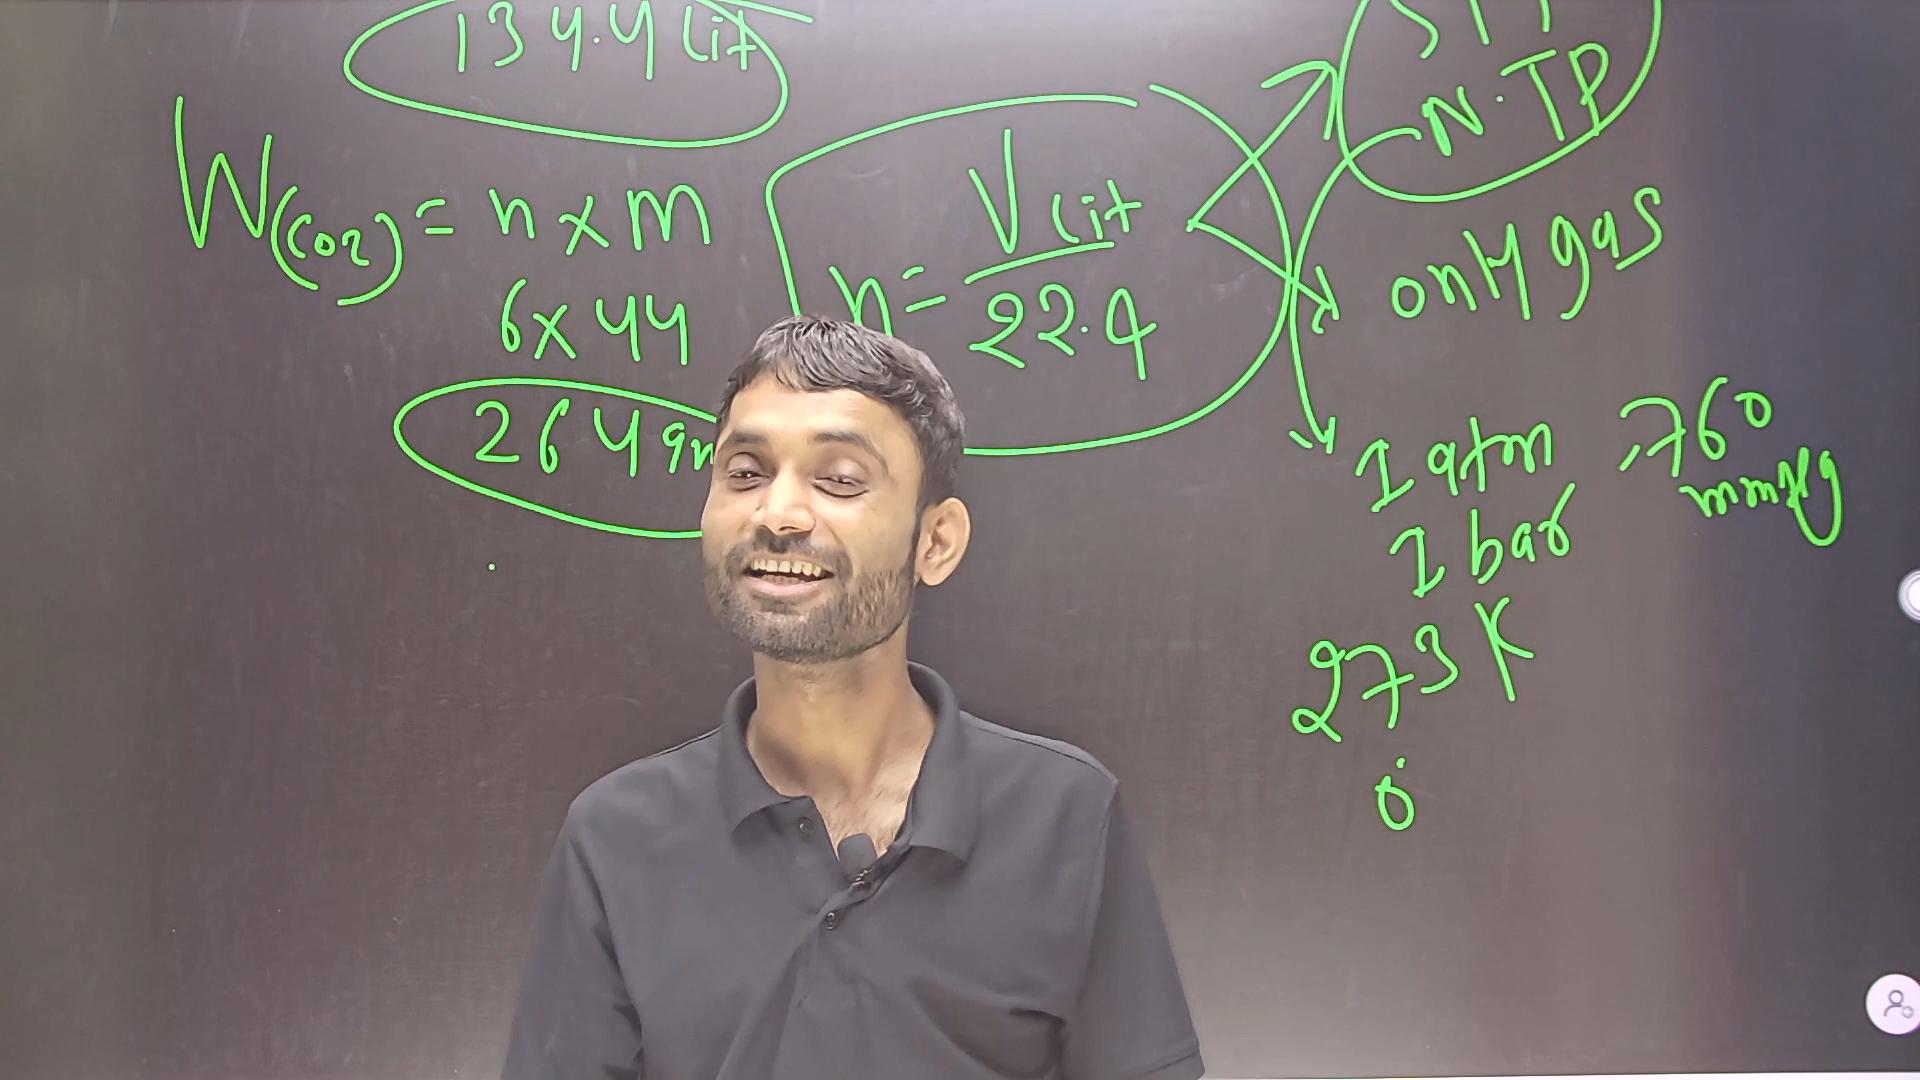 134.4 Lit
W(CO2) = n x m
6 x 44
264 gm
n = V Lit / 22.4
STP
N.TP
only gas
1 atm 760 mmHg
1 bar
273 K
0